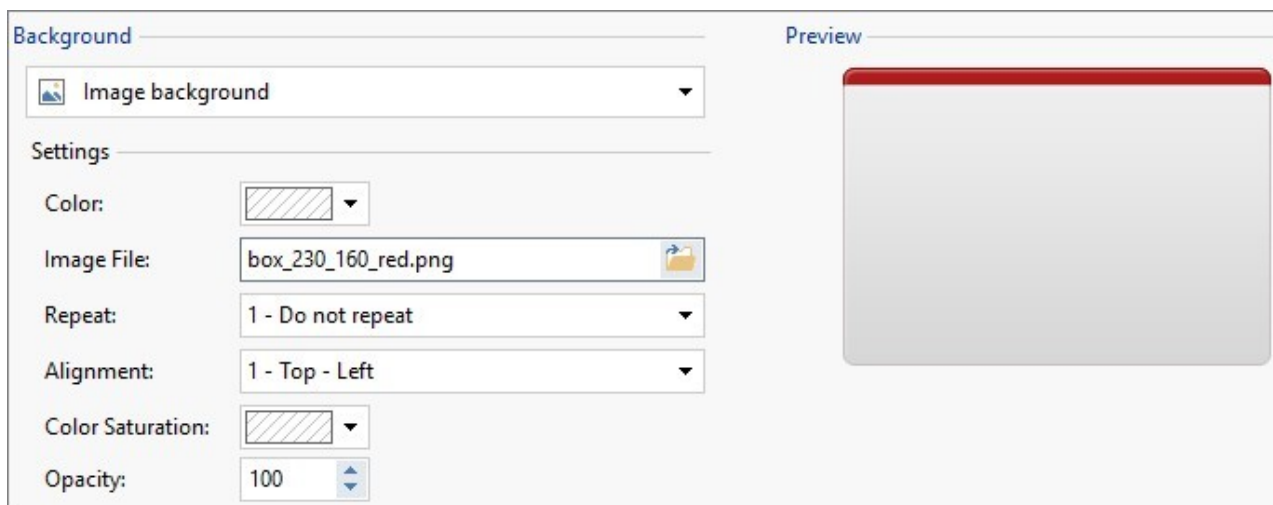 Background
Preview
Image background
Settings
Color:
Image File:
box_230_160_red.png
Repeat:
1 - Do not repeat
Alignment:
1 - Top - Left
Color Saturation:
Opacity:
100